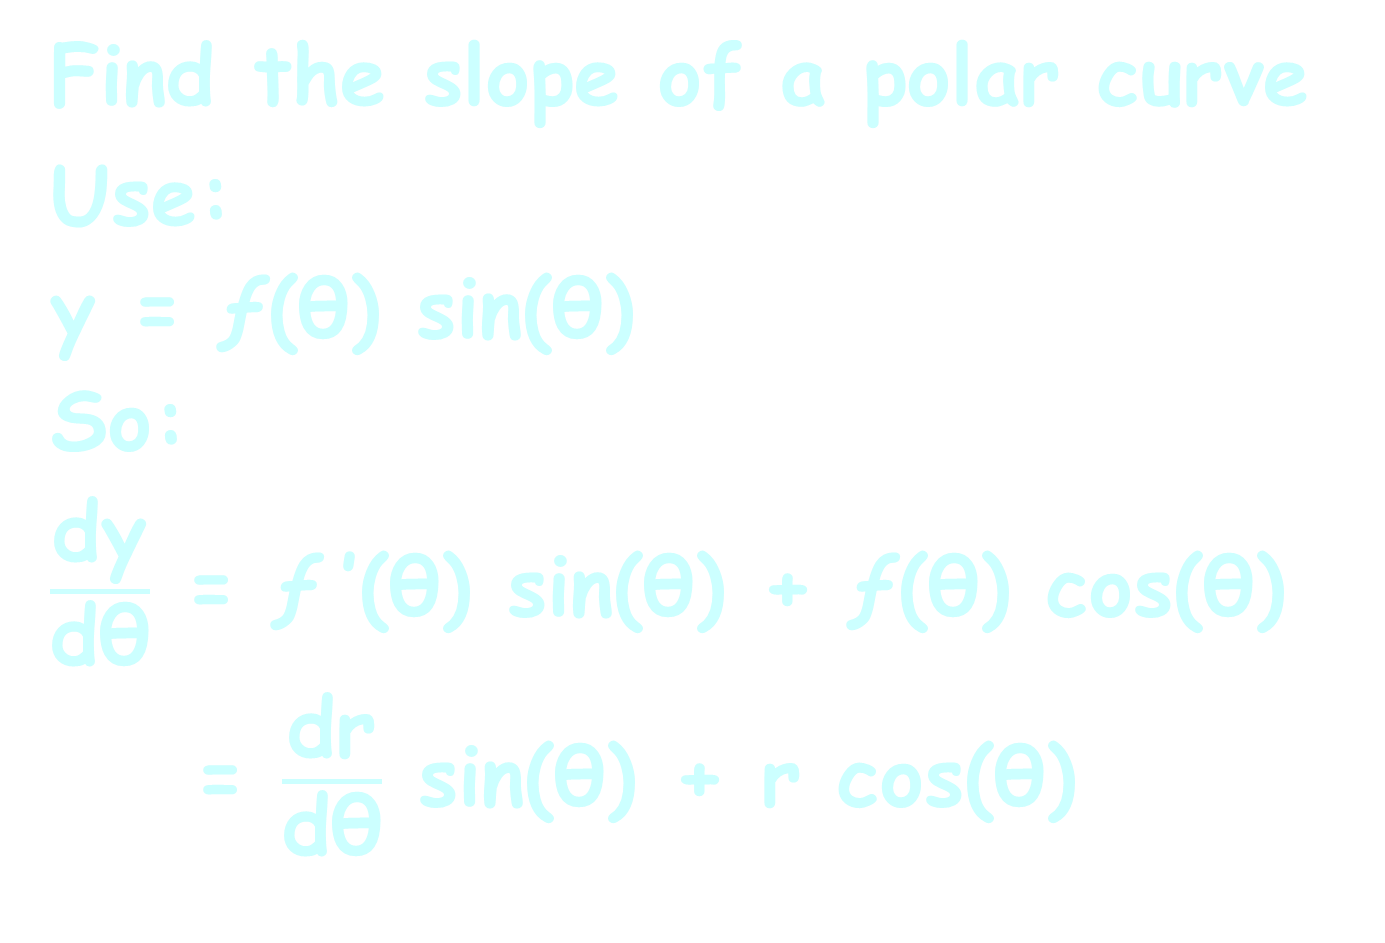 Find the slope of a polar curve
Use:
y = f(θ) sin(θ)
So:
dy/dθ = f '(θ) sin(θ) + f(θ) cos(θ)
= dr/dθ sin(θ) + r cos(θ)